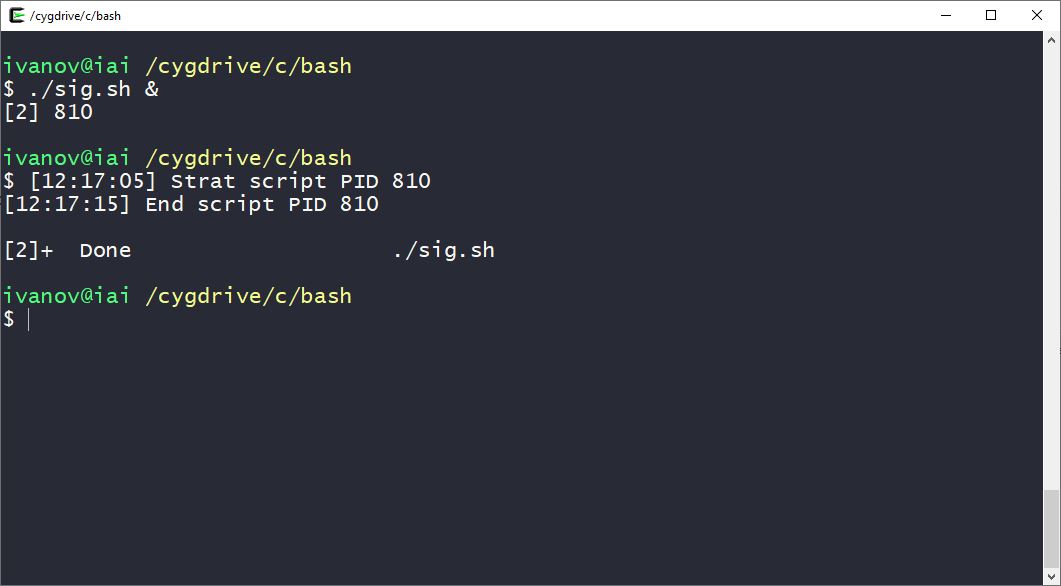 /cygdrive/c/bash
ivanov@iai /cygdrive/c/bash
$ ./sig.sh &
[2] 810
ivanov@iai /cygdrive/c/bash
$ [12:17:05] Strat script PID 810
[12:17:15] End script PID 810
[2]+  Done                    ./sig.sh
ivanov@iai /cygdrive/c/bash
$